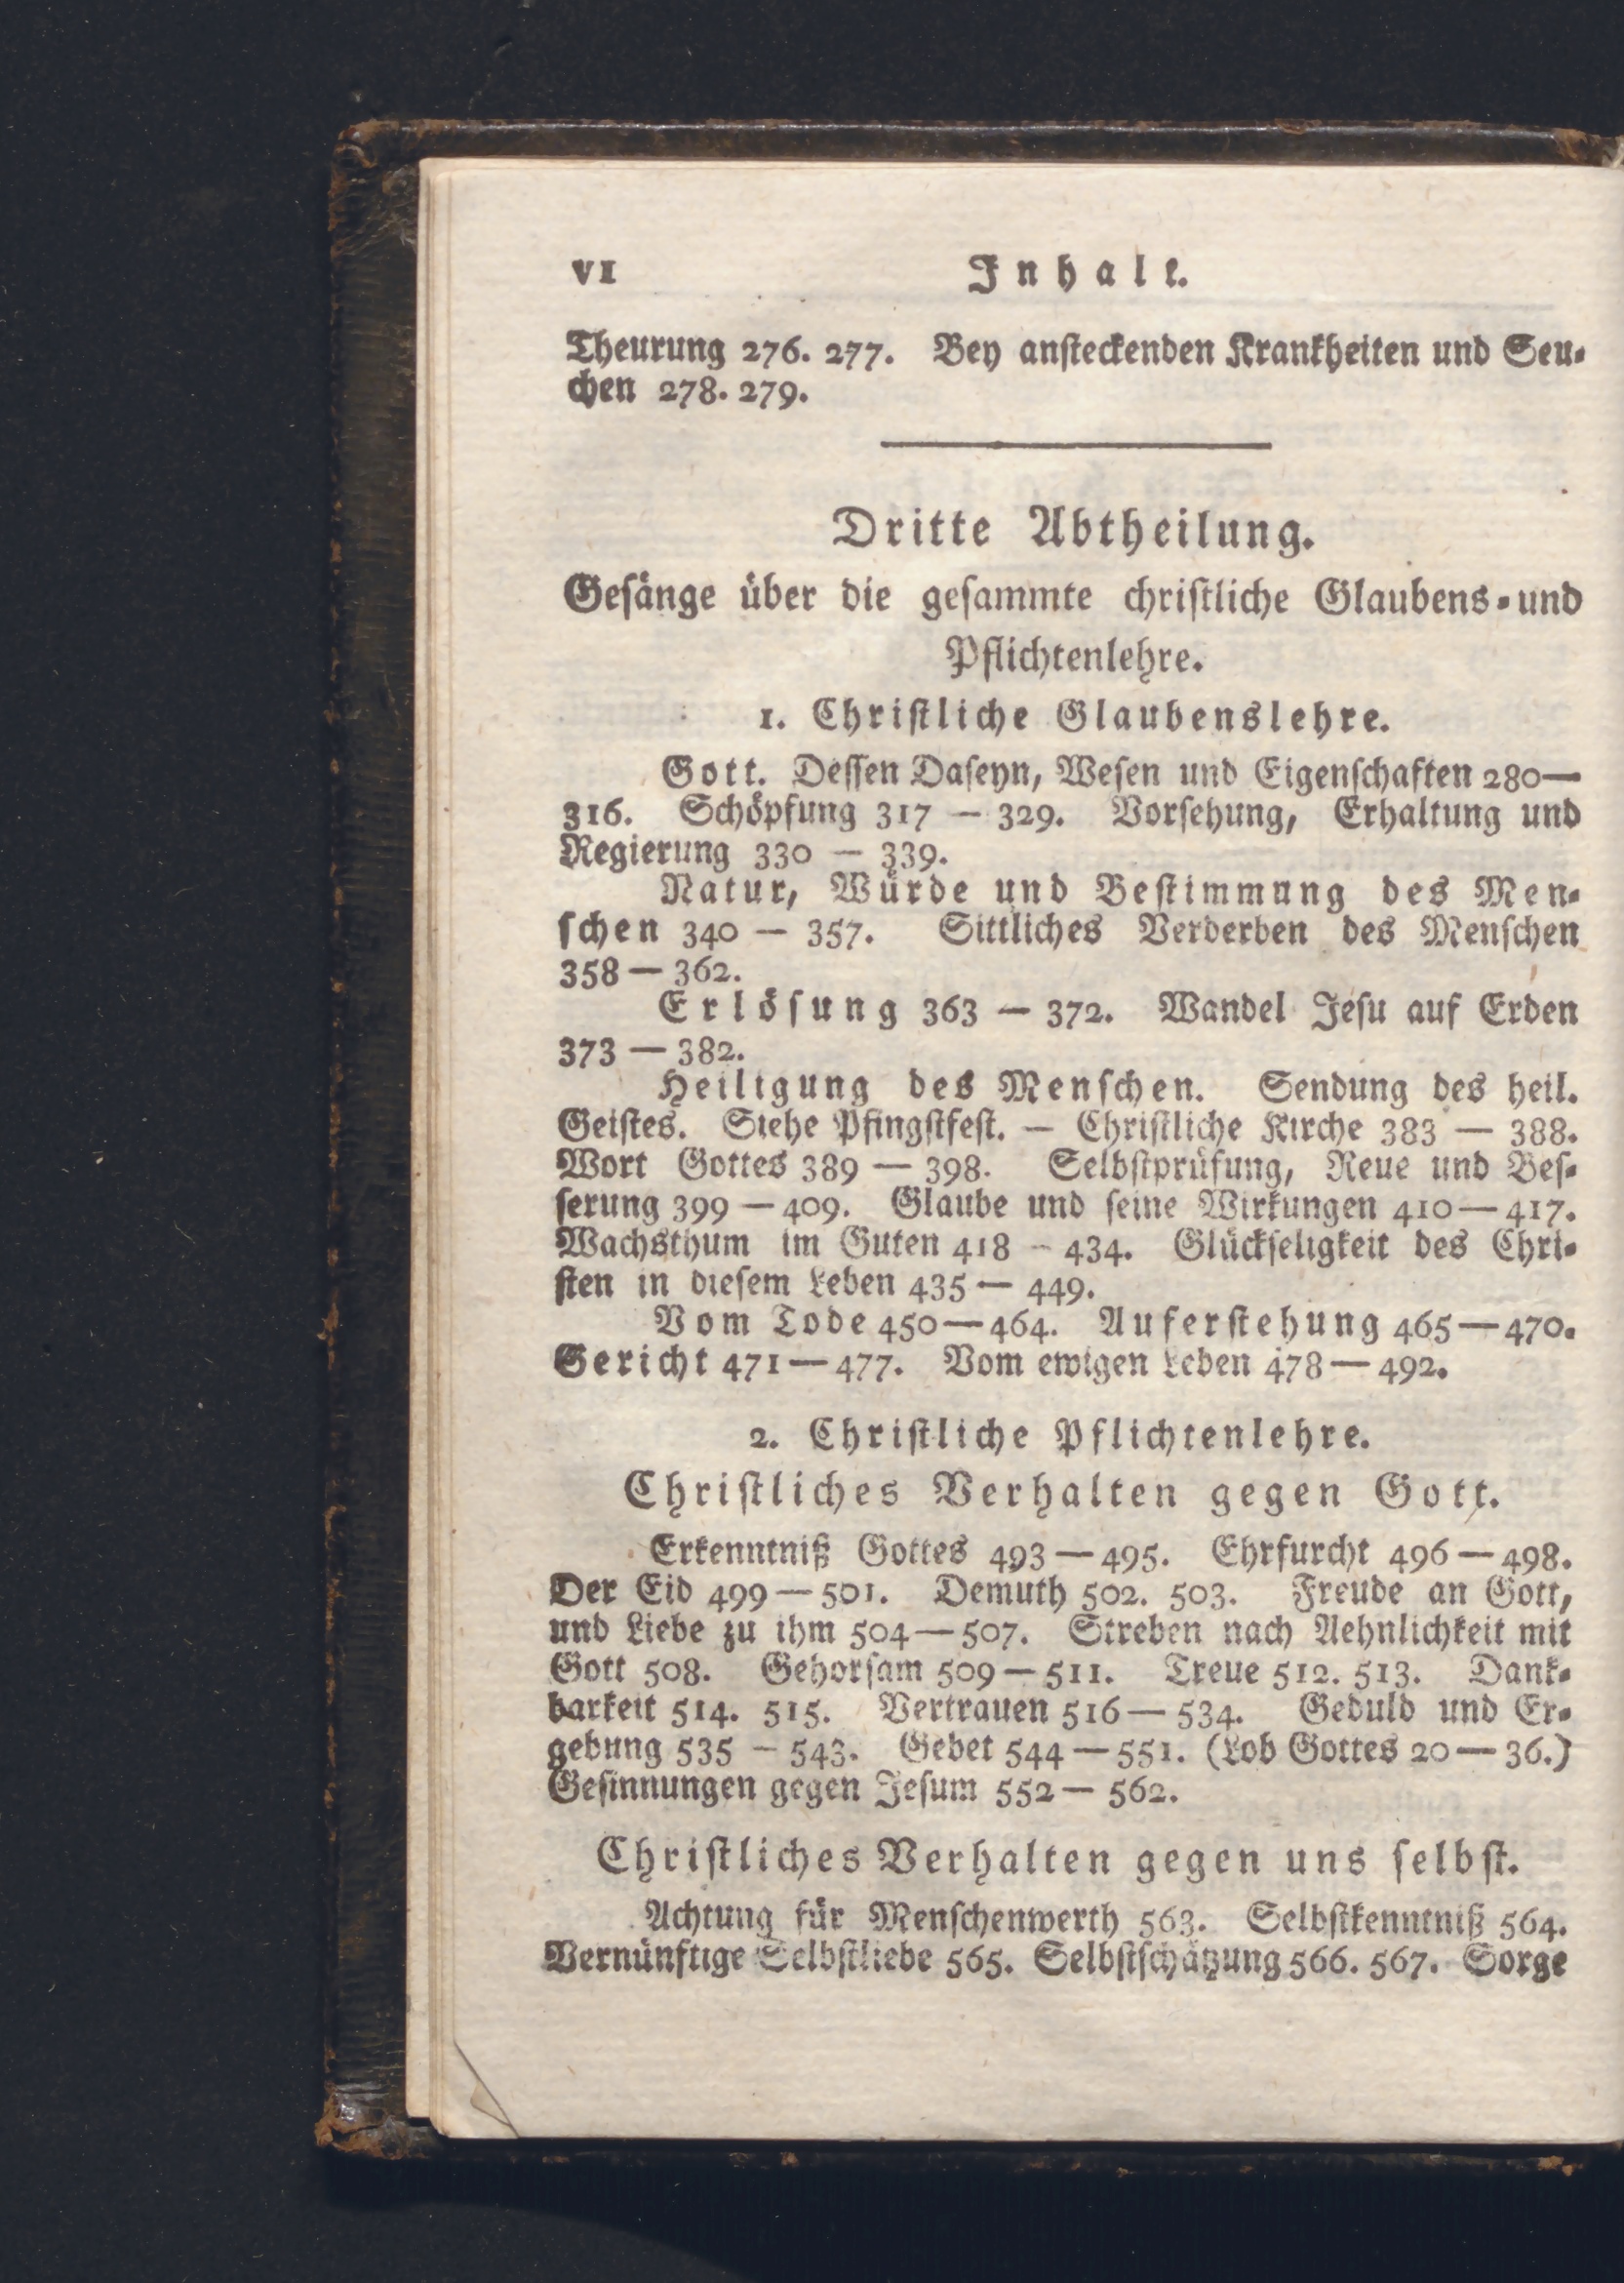 VI Inhalt.
Theurung 276. 277. Bey ansteckenden Krankheiten und Seu-
chen 278. 279.
Dritte Abtheilung.
Gesänge über die gesammte christliche Glaubens-und
Pflichtenlehre.
1. Christliche Glaubenslehre.
Gott. Dessen Daseyn, Wesen und Eigenschaften 280—
316. Schöpfung 317 — 329. Vorsehung, Erhaltung und
Regierung 330 — 339.
Natur, Würde und Bestimmung des Men-
schen 340 — 357. Sittliches Verderben des Menschen
358 — 362.
Erlösung 363 — 372. Wandel Jesu auf Erden
373 — 382.
Heiligung des Menschen. Sendung des heil.
Geistes. Siehe Pfingstfest. — Christliche Kirche 383 — 388.
Wort Gottes 389 — 398. Selbstprüfung, Reue und Bes-
serung 399 — 409. Glaube und seine Wirkungen 410 — 417.
Wachsthum im Guten 418 — 434. Glückseligkeit des Chri-
sten in diesem Leben 435 — 449.
Vom Tode 450 — 464. Auferstehung 465 — 470.
Gericht 471 — 477. Vom ewigen Leben 478 — 492.
2. Christliche Pflichtenlehre.
Christliches Verhalten gegen Gott.
Erkenntniß Gottes 493 — 495. Ehrfurcht 496 — 498.
Der Eid 499 — 501. Demuth 502. 503. Freude an Gott,
und Liebe zu ihm 504 — 507. Streben nach Aehnlichkeit mit
Gott 508. Gehorsam 509 — 511. Treue 512. 513. Dank-
barkeit 514. 515. Vertrauen 516 — 534. Geduld und Er-
gebung 535 — 543. Gebet 544 — 551. (Lob Gottes 20 — 36.)
Gesinnungen gegen Jesum 552 — 562.
Christliches Verhalten gegen uns selbst.
Achtung für Menschenwerth 563. Selbstkenntniß 564.
Vernünftige Selbstliebe 565. Selbstschätzung 566. 567. Sorge